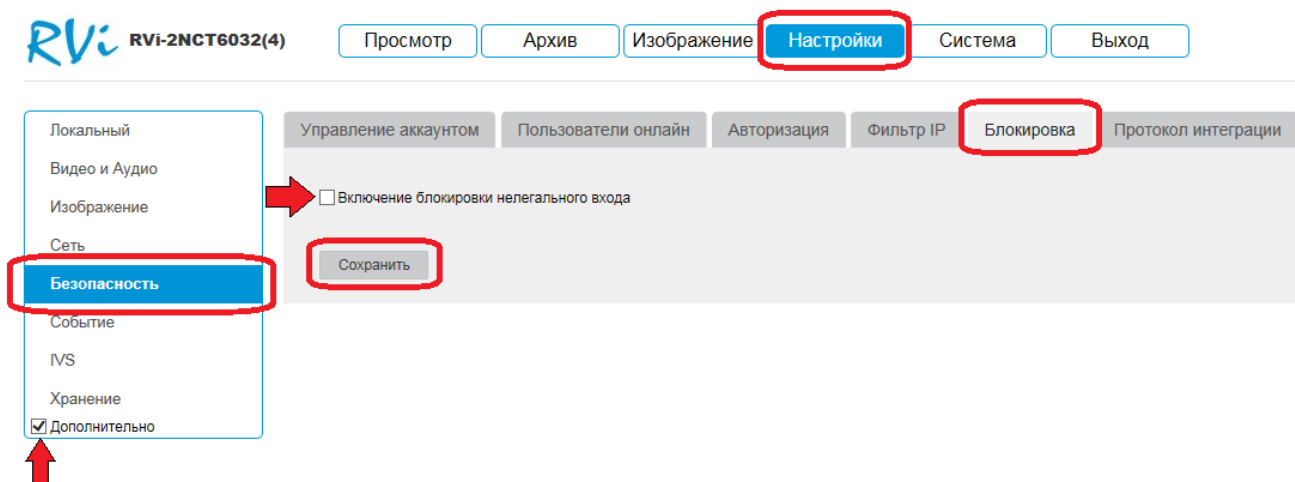 RVi RVi-2NCT6032(4) Просмотр Архив Изображение Настройки Система Выход
Управление аккаунтом Пользователи онлайн Авторизация Фильтр IP Блокировка Протокол интеграции
Локальный
Видео и Аудио
Изображение
Сеть
Безопасность
Событие
IVS
Хранение
Дополнительно
Включение блокировки нелегального входа
Сохранить